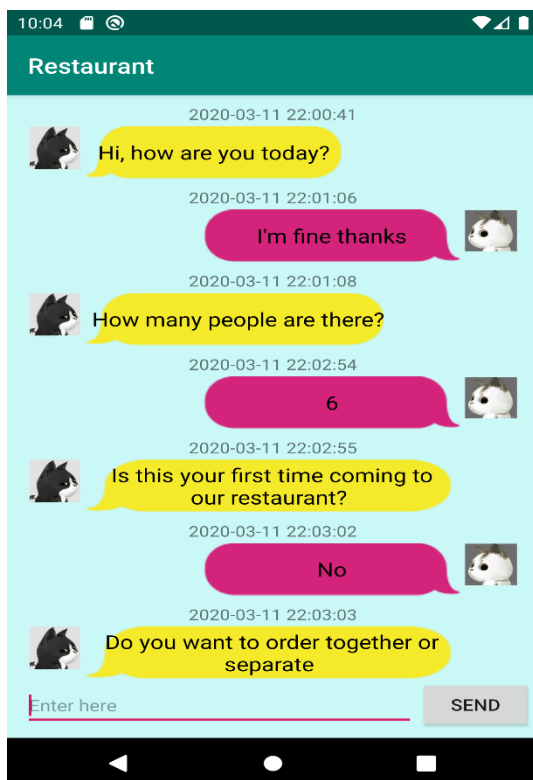 10:04
Restaurant
2020-03-11 22:00:41
Hi, how are you today?
2020-03-11 22:01:06
I'm fine thanks
2020-03-11 22:01:08
How many people are there?
2020-03-11 22:02:54
6
2020-03-11 22:02:55
Is this your first time coming to
our restaurant?
2020-03-11 22:03:02
No
2020-03-11 22:03:03
Do you want to order together or
separate
Enter here
SEND